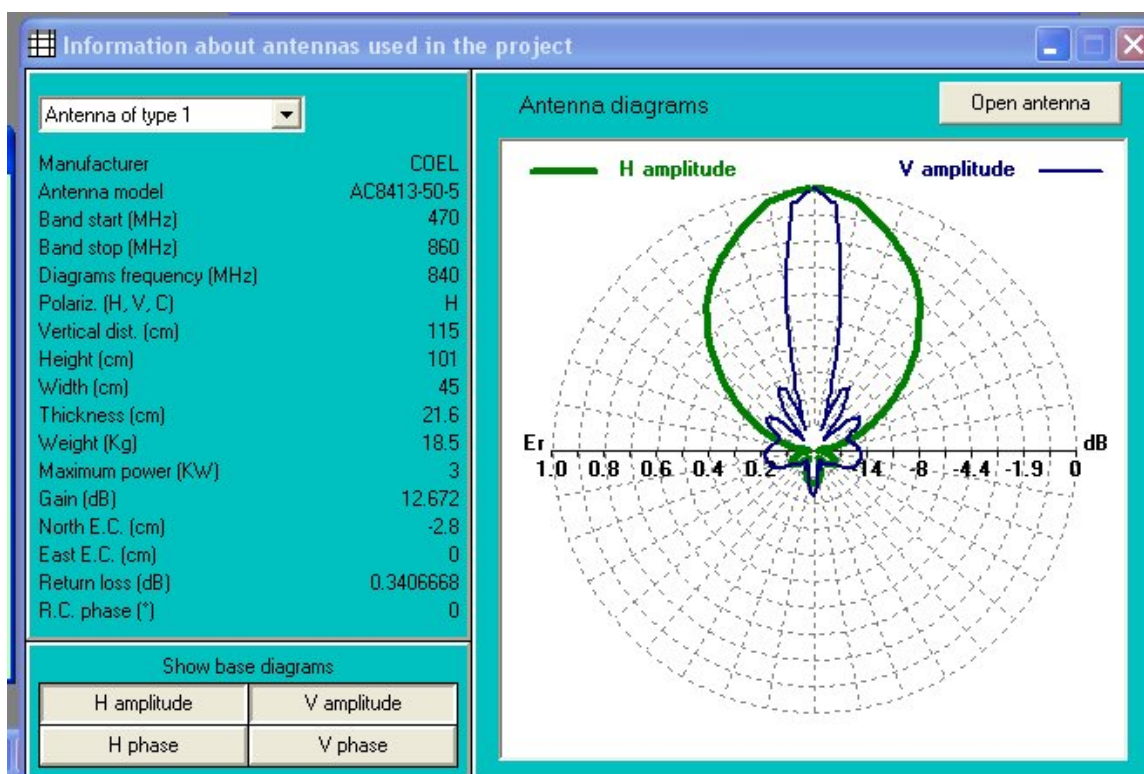 Information about antennas used in the project
Antenna of type 1
Manufacturer COEL
Antenna model AC8413-50-5
Band start (MHz) 470
Band stop (MHz) 860
Diagrams frequency (MHz) 840
Polariz. (H, V, C) H
Vertical dist. (cm) 115
Height (cm) 101
Width (cm) 45
Thickness (cm) 21.6
Weight (Kg) 18.5
Maximum power (KW) 3
Gain (dB) 12.672
North E.C. (cm) -2.8
East E.C. (cm) 0
Return loss (dB) 0.3406668
R.C. phase (°) 0
Show base diagrams
H amplitude V amplitude
H phase V phase
Antenna diagrams Open antenna
H amplitude V amplitude
Er dB
1.0 0.8 0.6 0.4 0.2 -14 -8 -4.4 -1.9 0